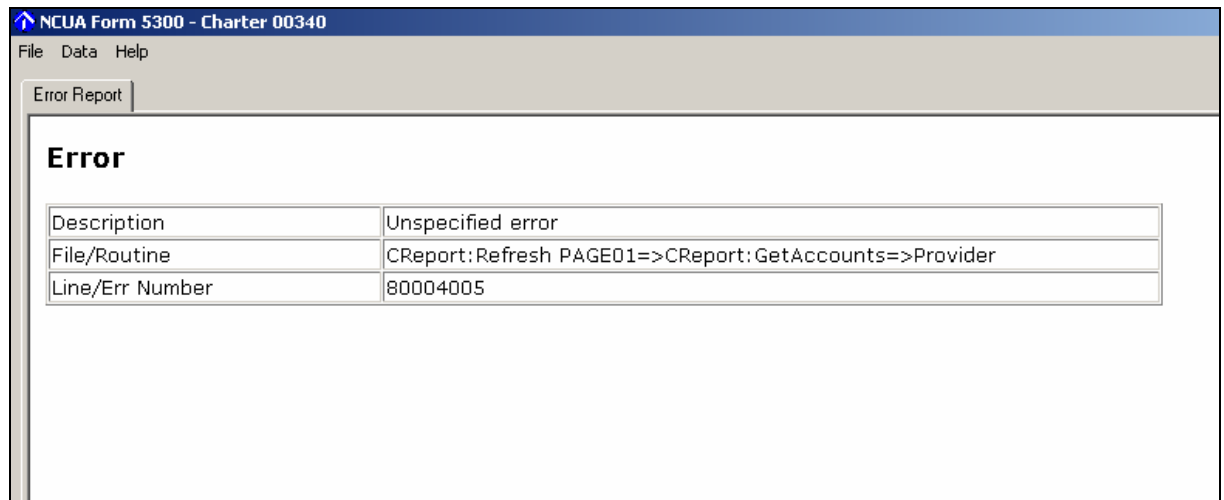 NCUA Form 5300 - Charter 00340
File Data Help
Error Report
Error
Description Unspecified error
File/Routine CReport:Refresh PAGE01=>CReport:GetAccounts=>Provider
Line/Err Number 80004005